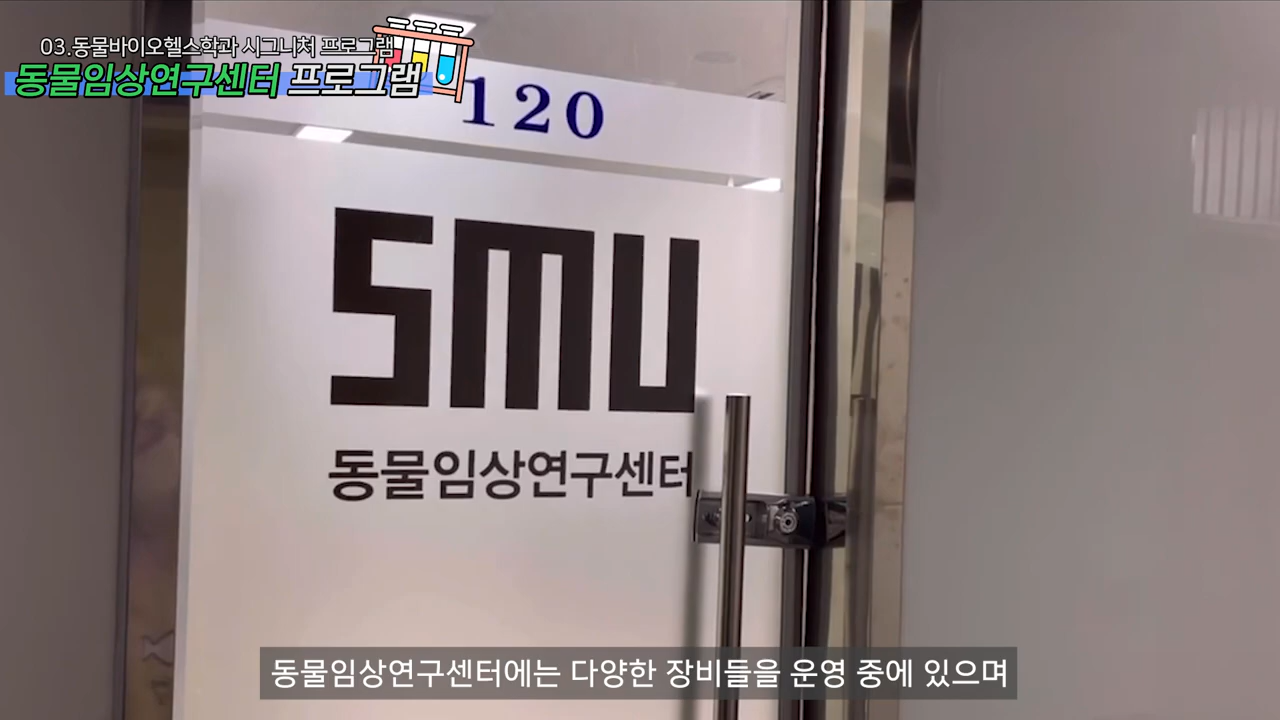 03.동물바이오헬스학과 시그니처 프로그램
동물임상연구센터 프로그램
120
SMU
동물임상연구센터
동물임상연구센터에는 다양한 장비들을 운영 중에 있으며